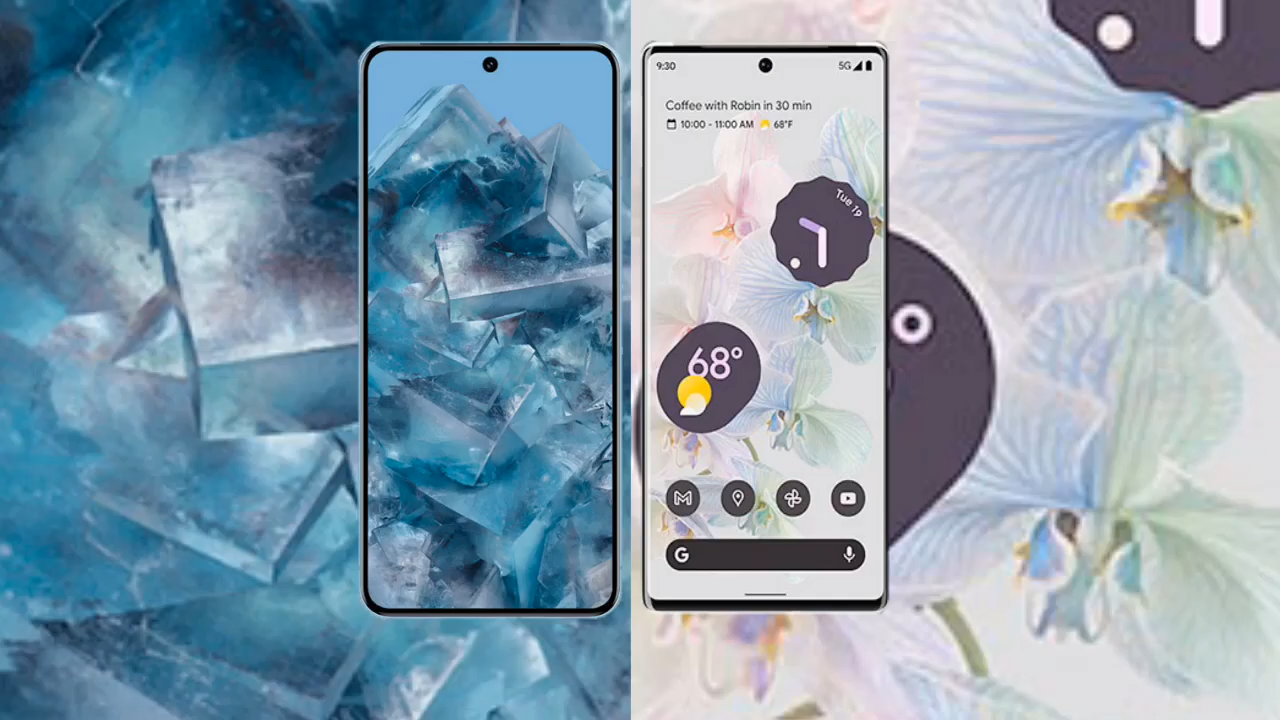 9:30
5G
Coffee with Robin in 30 min
10:00 - 11:00 AM 68°F
Tue 19
68°
G